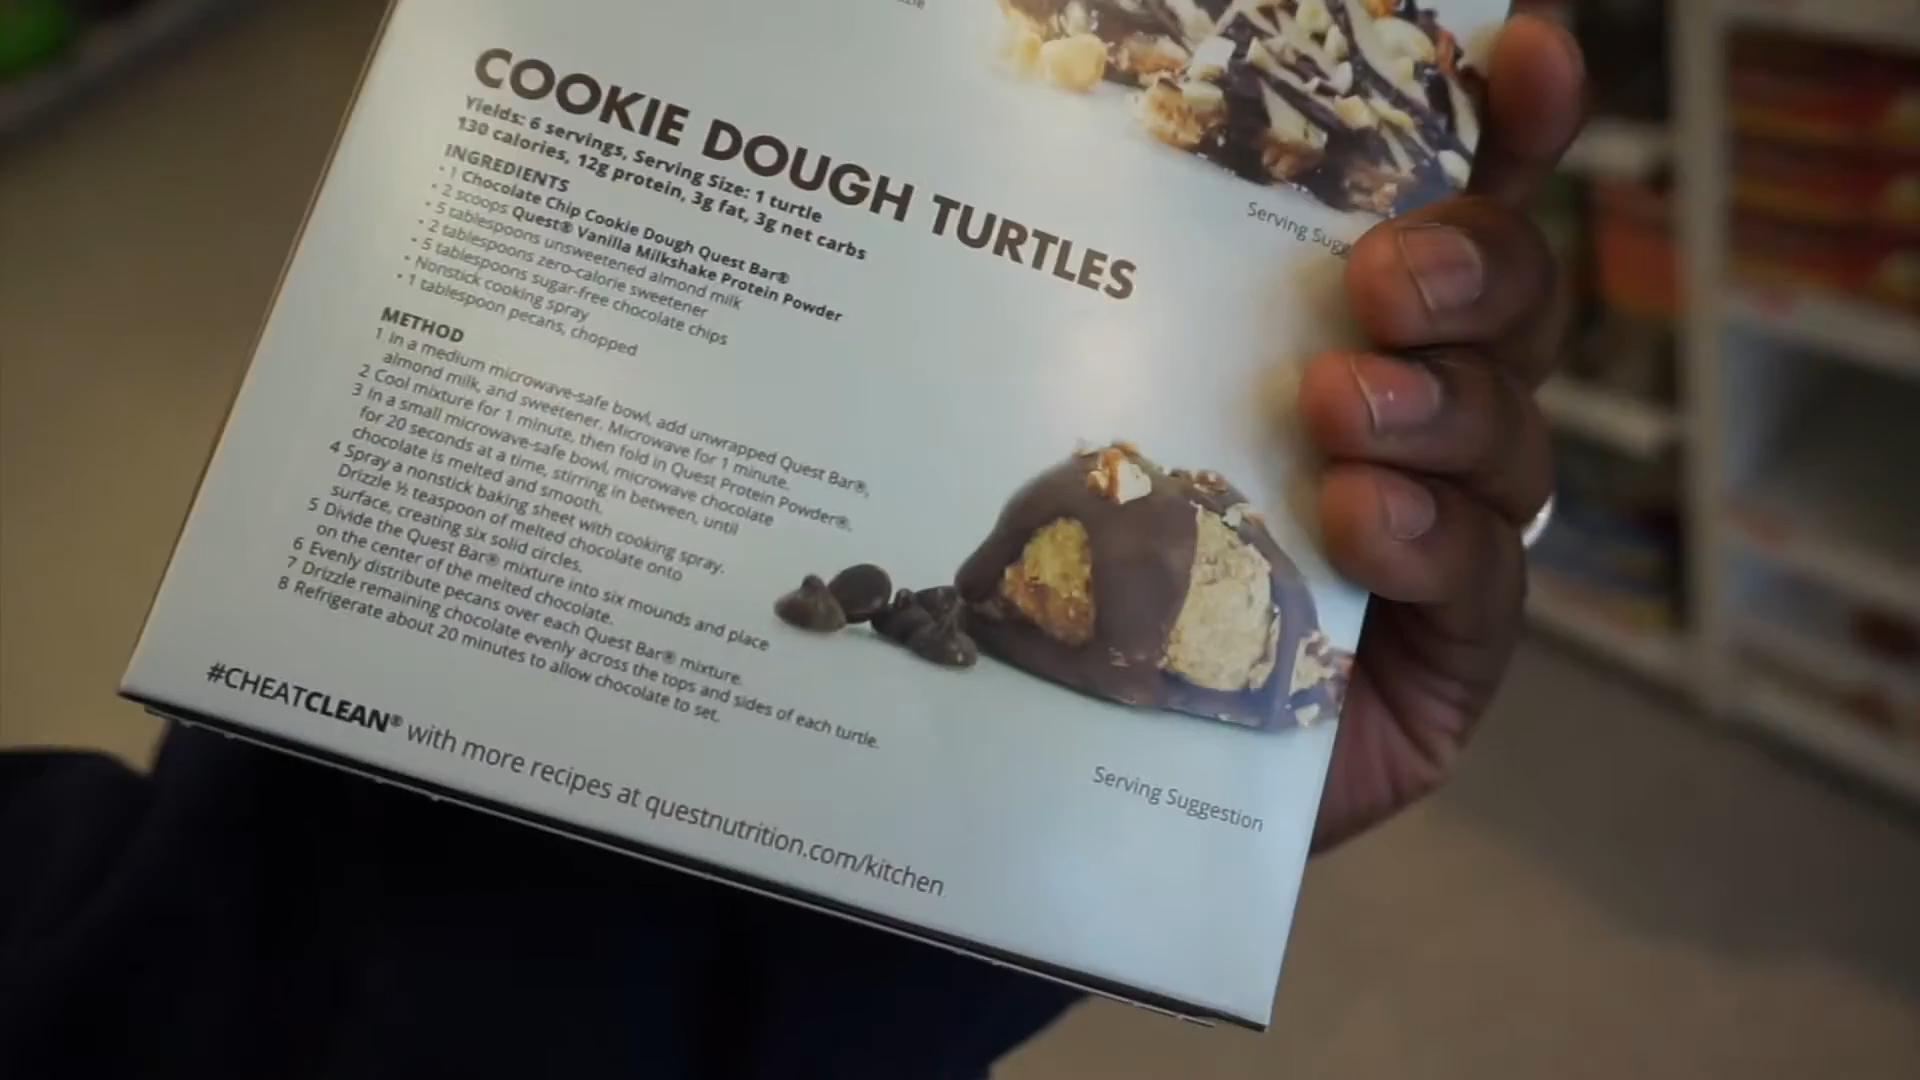 COOKIE DOUGH TURTLES
Yields: 6 servings, Serving Size: 1 turtle
130 calories, 12g protein, 3g fat, 3g net carbs
INGREDIENTS
• 1 Chocolate Chip Cookie Dough Quest Bar®
• 2 scoops Quest® Vanilla Milkshake Protein Powder
• 5 tablespoons unsweetened almond milk
• 2 tablespoons zero-calorie sweetener
• 5 tablespoons sugar-free chocolate chips
• Nonstick cooking spray
• 1 tablespoon pecans, chopped
METHOD
1 In a medium microwave-safe bowl, add unwrapped Quest Bar®,
almond milk, and sweetener. Microwave for 1 minute.
2 Cool mixture for 1 minute, then fold in Quest Protein Powder®.
3 In a small microwave-safe bowl, microwave chocolate
for 20 seconds at a time, stirring in between, until
chocolate is melted and smooth.
4 Spray a nonstick baking sheet with cooking spray.
Drizzle ½ teaspoon of melted chocolate onto
surface, creating six solid circles.
5 Divide the Quest Bar® mixture into six mounds and place
on the center of the melted chocolate.
6 Evenly distribute pecans over each Quest Bar® mixture.
7 Drizzle remaining chocolate evenly across the tops and sides of each turtle.
8 Refrigerate about 20 minutes to allow chocolate to set.
#CHEATCLEAN® with more recipes at questnutrition.com/kitchen
Serving
Serving Suggestion